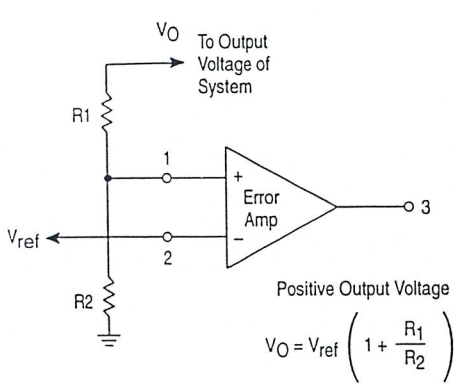 VO
To Output
Voltage of
System
R1
1
+
Error
Amp
3
Vref
−
2
R2
Positive Output Voltage
VO = Vref ( 1 + R1 / R2 )